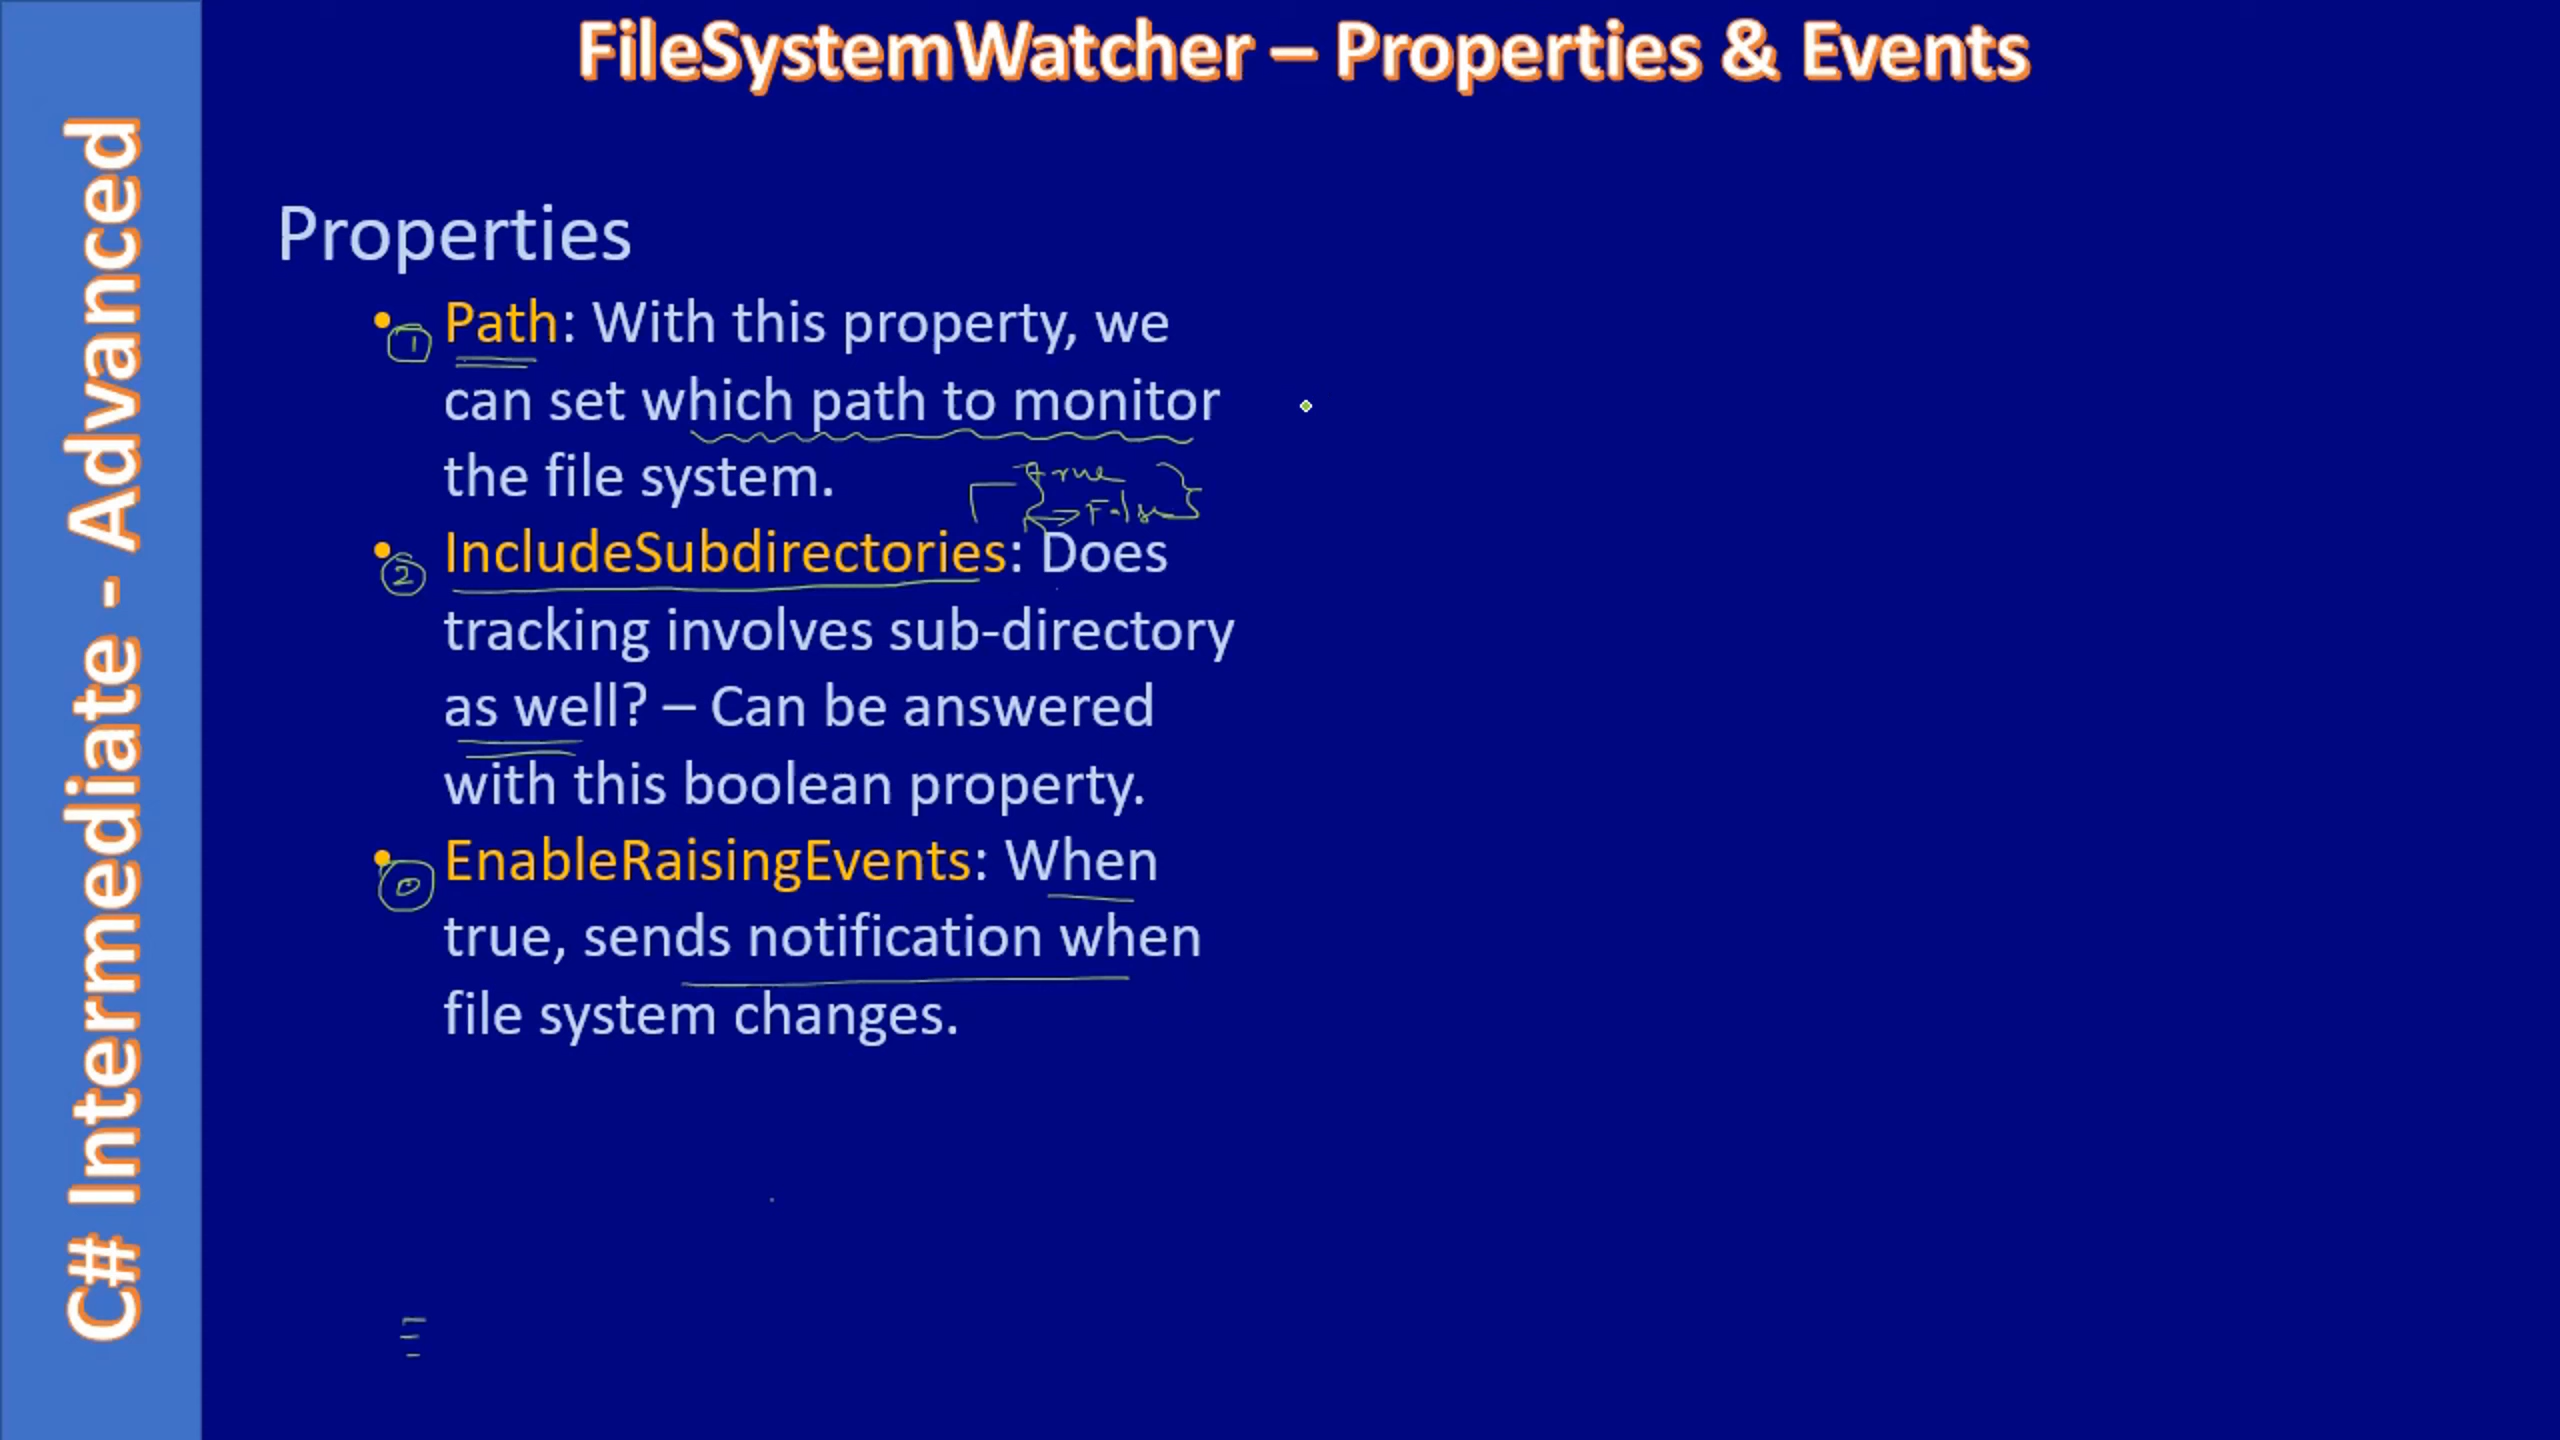 FileSystemWatcher – Properties & Events
C# Intermediate - Advanced
Properties
• ① Path: With this property, we
can set which path to monitor
the file system.
true
False
• ② IncludeSubdirectories: Does
tracking involves sub-directory
as well? – Can be answered
with this boolean property.
• EnableRaisingEvents: When
true, sends notification when
file system changes.